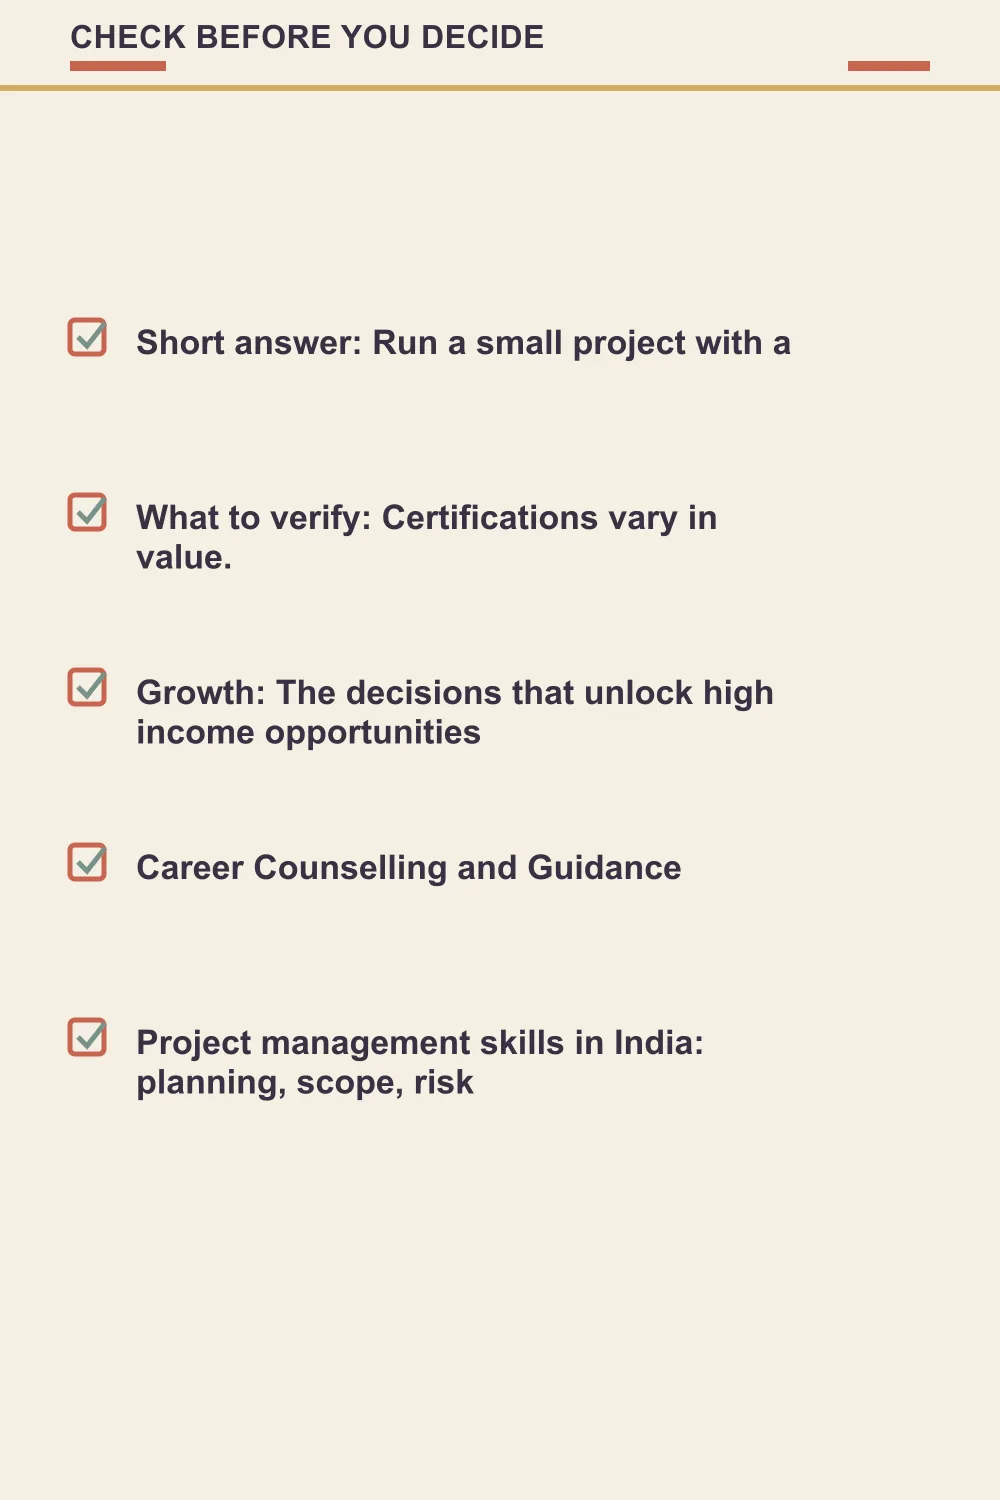 CHECK BEFORE YOU DECIDE
Short answer: Run a small project with a
What to verify: Certifications vary in
value.
Growth: The decisions that unlock high
income opportunities
Career Counselling and Guidance
Project management skills in India:
planning, scope, risk